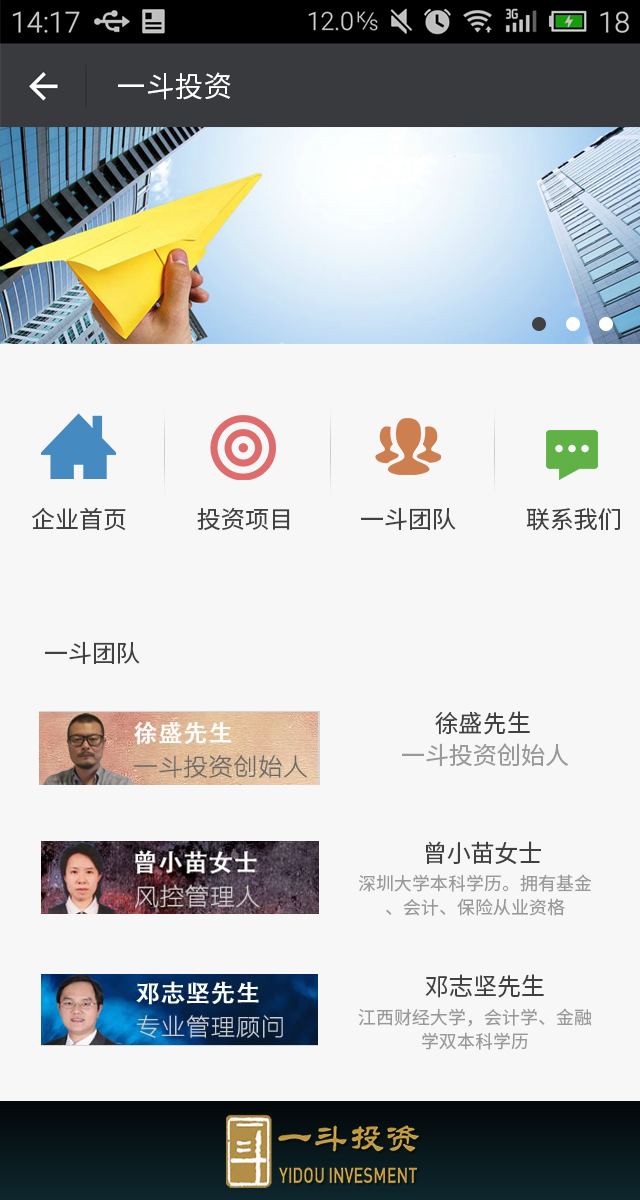 14:17 12.0K/s 3G 18
一斗投资
企业首页 投资项目 一斗团队 联系我们
一斗团队
徐盛先生
一斗投资创始人
徐盛先生
一斗投资创始人
曾小苗女士
风控管理人
曾小苗女士
深圳大学本科学历。拥有基金
、会计、保险从业资格
邓志坚先生
专业管理顾问
邓志坚先生
江西财经大学，会计学、金融
学双本科学历
一斗投资
YIDOU INVESMENT